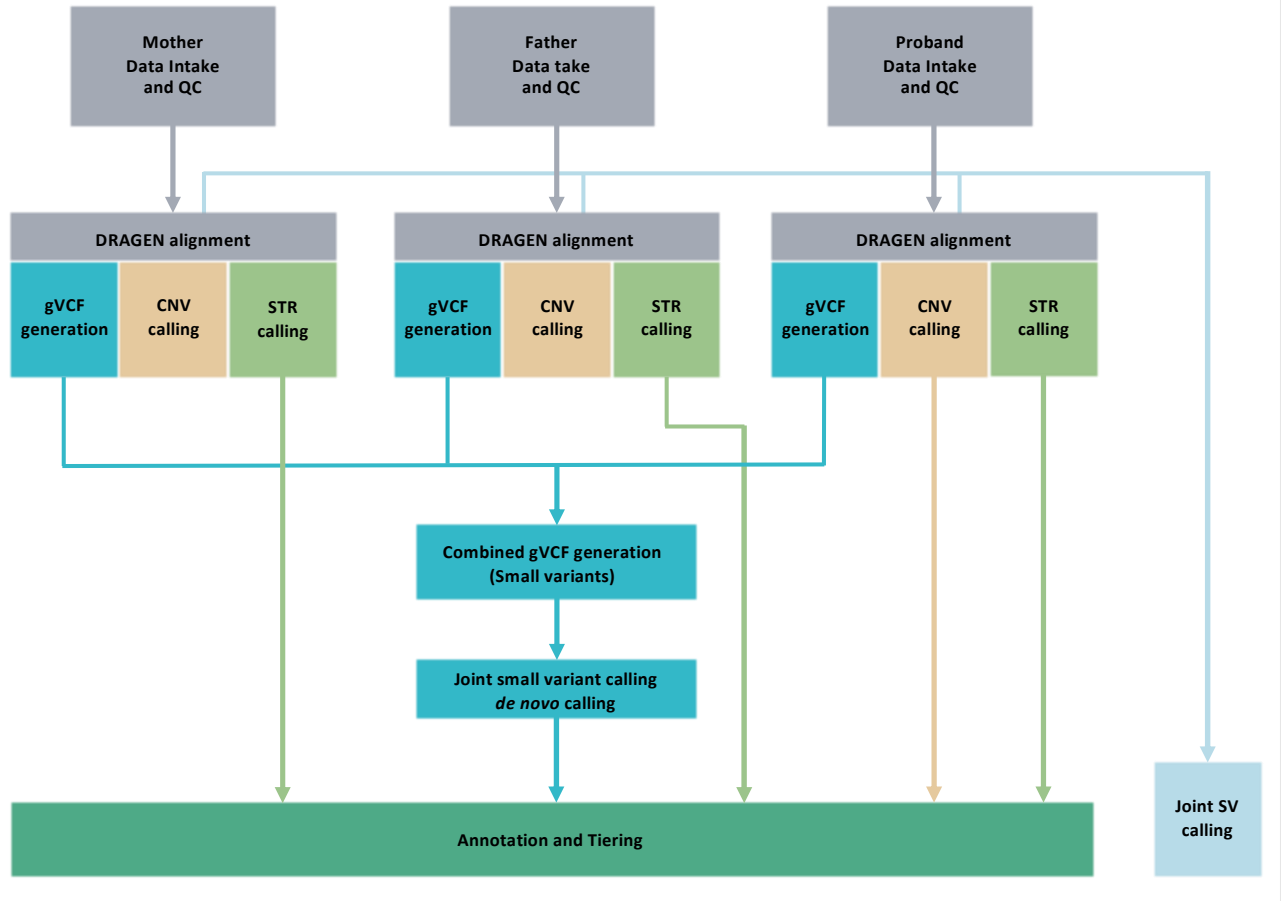 Mother
Data Intake
and QC
Father
Data take
and QC
Proband
Data Intake
and QC
DRAGEN alignment
DRAGEN alignment
DRAGEN alignment
gVCF
generation
CNV
calling
STR
calling
gVCF
generation
CNV
calling
STR
calling
gVCF
generation
CNV
calling
STR
calling
Combined gVCF generation
(Small variants)
Joint small variant calling
de novo calling
Joint SV
calling
Annotation and Tiering